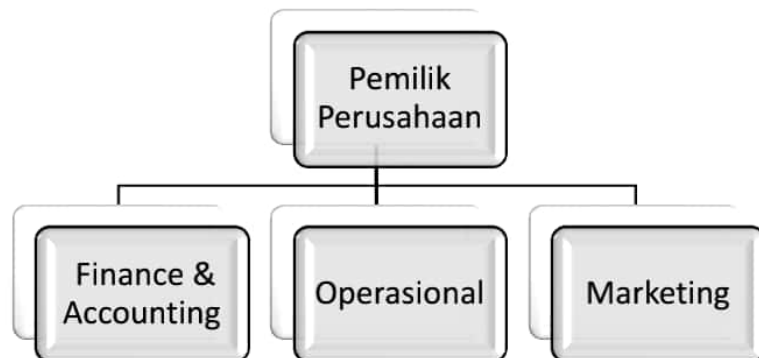 Pemilik
Perusahaan
Finance &
Accounting
Operasional
Marketing